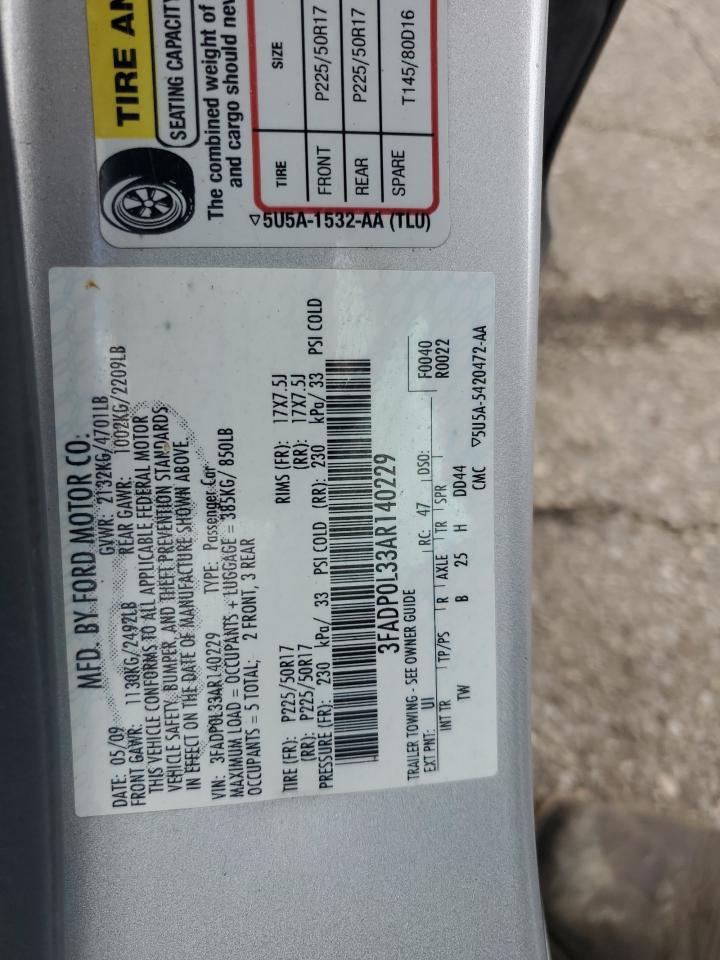 TIRE AN
SEATING CAPACITY
The combined weight of
and cargo should nev
TIRE SIZE
FRONT P225/50R17
REAR P225/50R17
SPARE T145/80D16
▽5U5A-1532-AA (TLU)
MFD. BY FORD MOTOR CO.
DATE: 05/09 GVWR: 2132KG/4701LB
FRONT GAWR: 1130KG/2492LB REAR GAWR: 1002KG/2209LB
THIS VEHICLE CONFORMS TO ALL APPLICABLE FEDERAL MOTOR
VEHICLE SAFETY, BUMPER, AND THEFT PREVENTION STANDARDS
IN EFFECT ON THE DATE OF MANUFACTURE SHOWN ABOVE.
VIN: 3FADP0L33AR140229 TYPE: Passenger Car
MAXIMUM LOAD = OCCUPANTS + LUGGAGE = 385KG/ 850LB
OCCUPANTS = 5 TOTAL; 2 FRONT, 3 REAR
TIRE (FR): P225/50R17 RIMS (FR): 17X7.5J
(RR): P225/50R17 (RR): 17X7.5J
PRESSURE (FR): 230 kPa/ 33 PSI COLD (RR): 230 kPa/ 33 PSI COLD
3FADP0L33AR140229
TRAILER TOWING - SEE OWNER GUIDE F0040
EXT PNT: UI RC: 47 DSO: R0022
INT TR TP/PS R AXLE TR SPR
TW B 25 H DD44
CMC ▽5U5A-5420472-AA